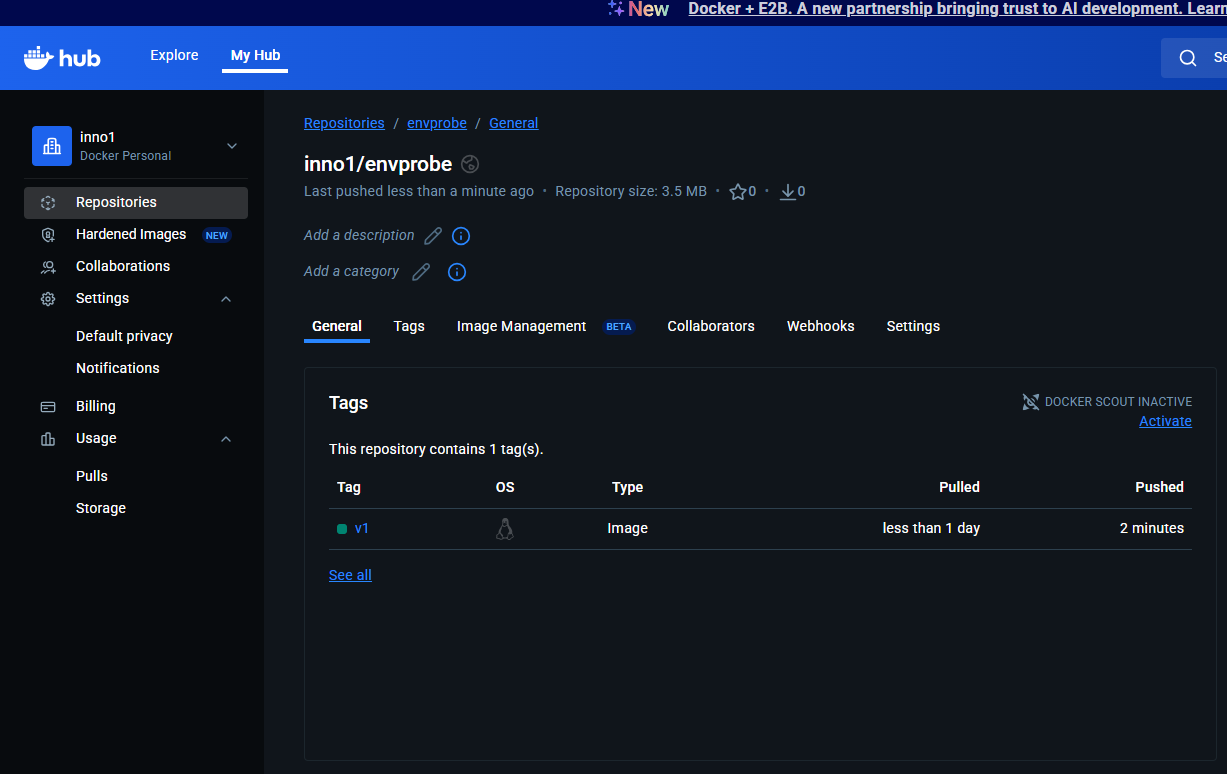 New Docker + E2B. A new partnership bringing trust to AI development. Learn
hub Explore My Hub
inno1
Docker Personal
Repositories
Hardened Images NEW
Collaborations
Settings
Default privacy
Notifications
Billing
Usage
Pulls
Storage
Repositories / envprobe / General
inno1/envprobe
Last pushed less than a minute ago · Repository size: 3.5 MB · 0 · 0
Add a description
Add a category
General Tags Image Management BETA Collaborators Webhooks Settings
Tags
DOCKER SCOUT INACTIVE
Activate
This repository contains 1 tag(s).
Tag OS Type Pulled Pushed
v1 Image less than 1 day 2 minutes
See all